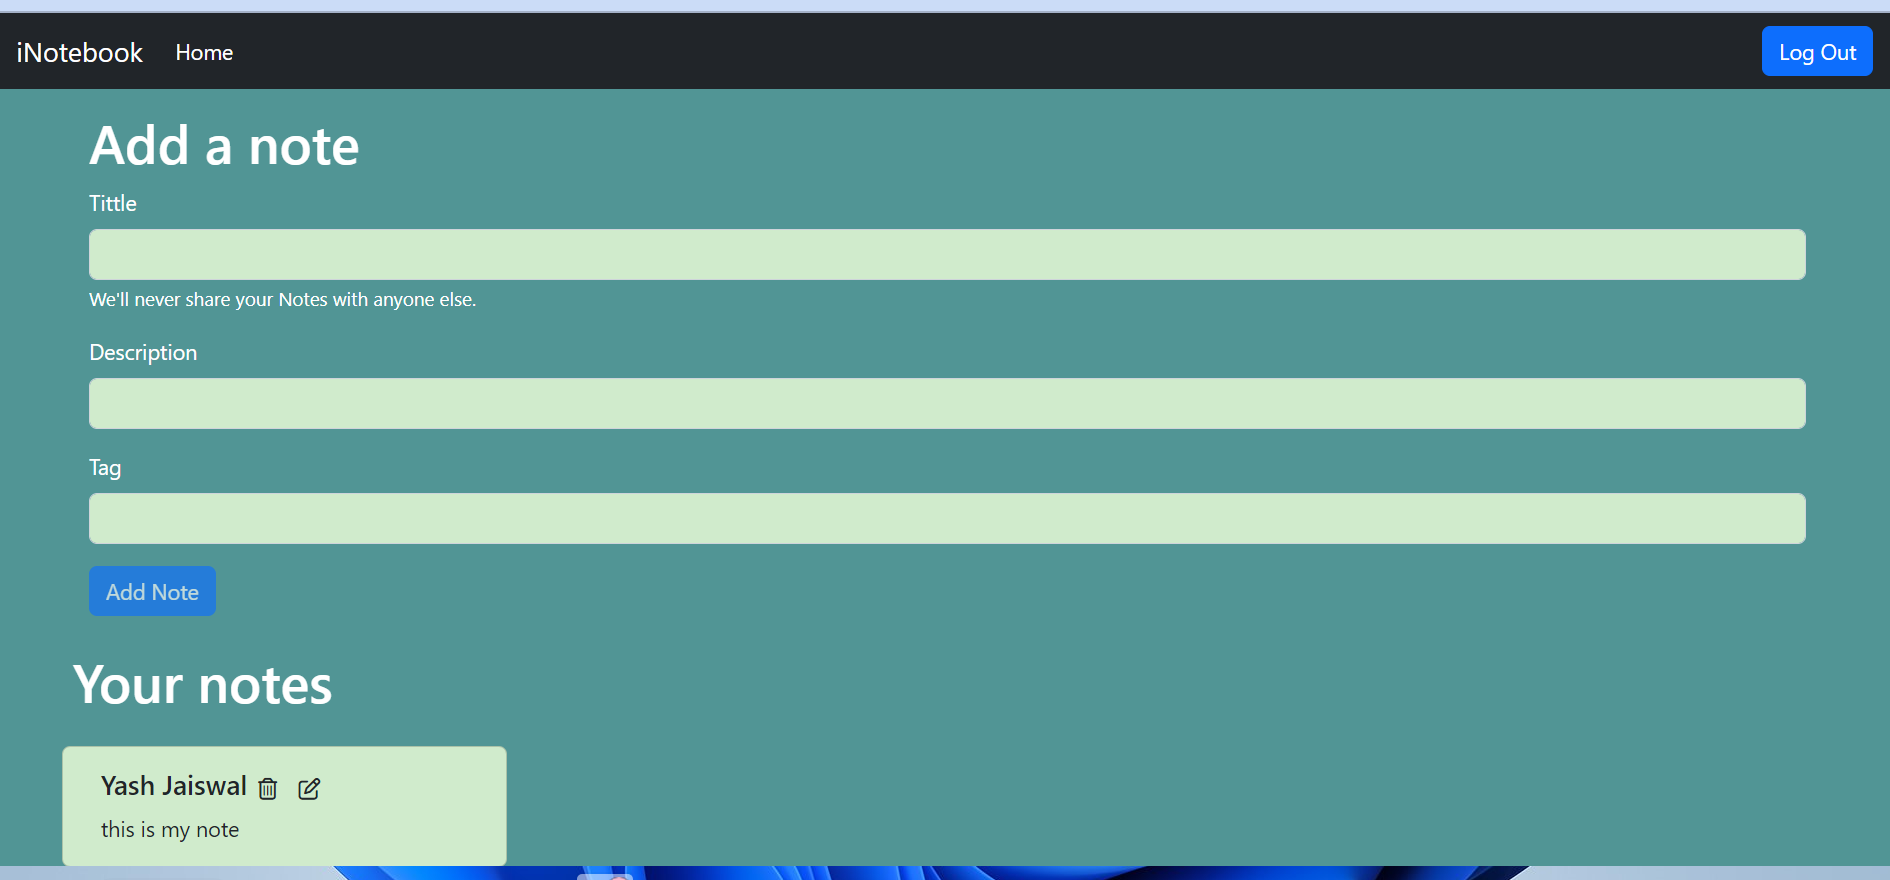 iNotebook Home Log Out
Add a note
Tittle
We'll never share your Notes with anyone else.
Description
Tag
Add Note
Your notes
Yash Jaiswal
this is my note